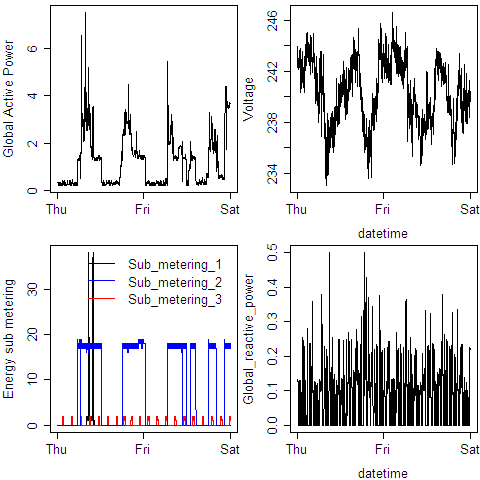 Global Active Power
6
4
2
0
Thu Fri Sat
Voltage
246
242
238
234
Thu Fri Sat
datetime
Energy sub metering
30
20
10
0
Sub_metering_1
Sub_metering_2
Sub_metering_3
Thu Fri Sat
Global_reactive_power
0.5
0.4
0.3
0.2
0.1
0.0
Thu Fri Sat
datetime